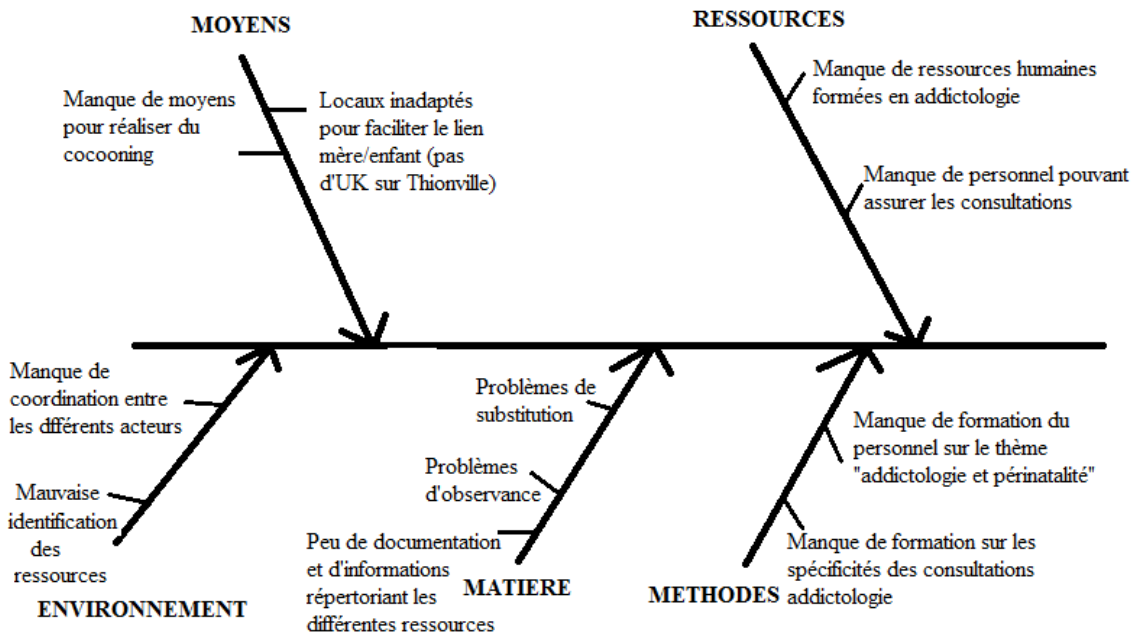 MOYENS
Manque de moyens
pour réaliser du
cocooning
Locaux inadaptés
pour faciliter le lien
mère/enfant (pas
d'UK sur Thionville)
RESSOURCES
Manque de ressources humaines
formées en addictologie
Manque de personnel pouvant
assurer les consultations
Manque de
coordination entre
les dfférents acteurs
Mauvaise
identification
des
ressources
ENVIRONNEMENT
Problèmes de
substitution
Problèmes
d'observance
Peu de documentation
et d'informations
répertoriant les
différentes ressources
MATIERE
Manque de formation du
personnel sur le thème
"addictologie et périnatalité"
Manque de formation sur les
spécificités des consultations
addictologie
METHODES